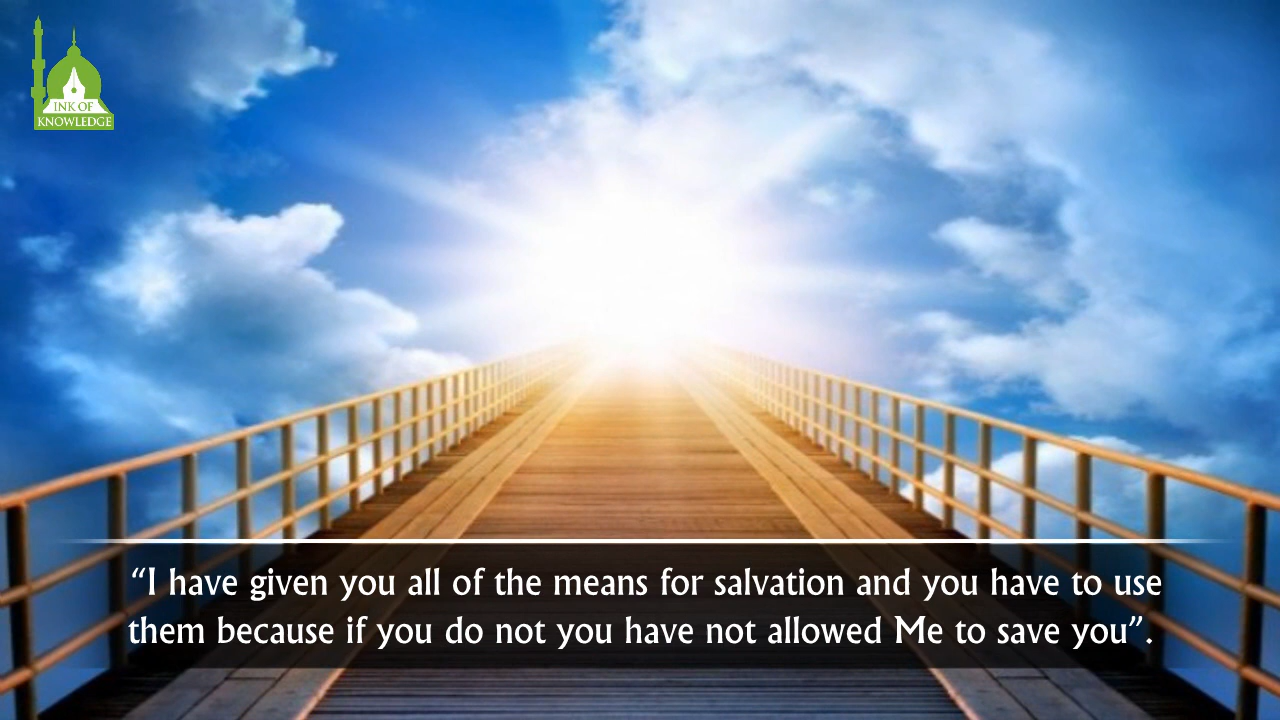 INK OF
KNOWLEDGE
“I have given you all of the means for salvation and you have to use
them because if you do not you have not allowed Me to save you”.